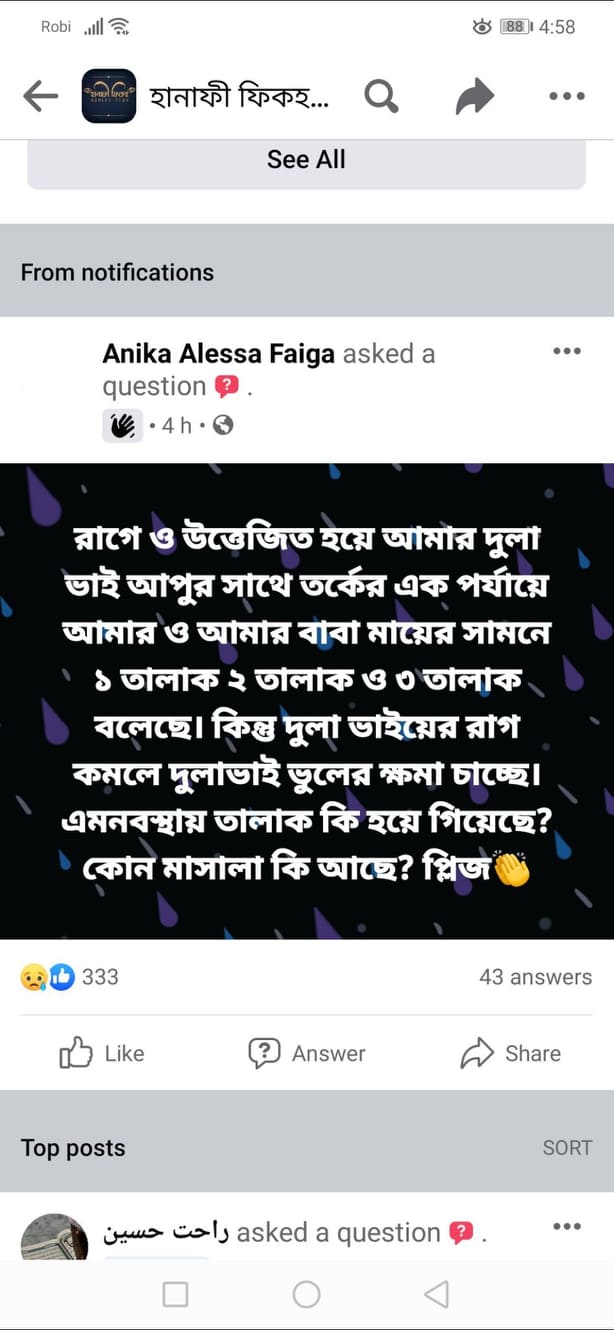 Robi 88 4:58
হানাফী ফিকহ...
See All
From notifications
Anika Alessa Faiga asked a
question ? .
• 4 h •
রাগে ও উত্তেজিত হয়ে আমার দুলা
ভাই আপুর সাথে তর্কের এক পর্যায়ে
আমার ও আমার বাবা মায়ের সামনে
১ তালাক ২ তালাক ও ৩ তালাক
বলেছে। কিন্তু দুলা ভাইয়ের রাগ
কমলে দুলাভাই ভুলের ক্ষমা চাচ্ছে।
এমনবস্থায় তালাক কি হয়ে গিয়েছে?
কোন মাসালা কি আছে? প্লিজ👏
333 43 answers
Like Answer Share
Top posts SORT
راحت حسين asked a question ? .